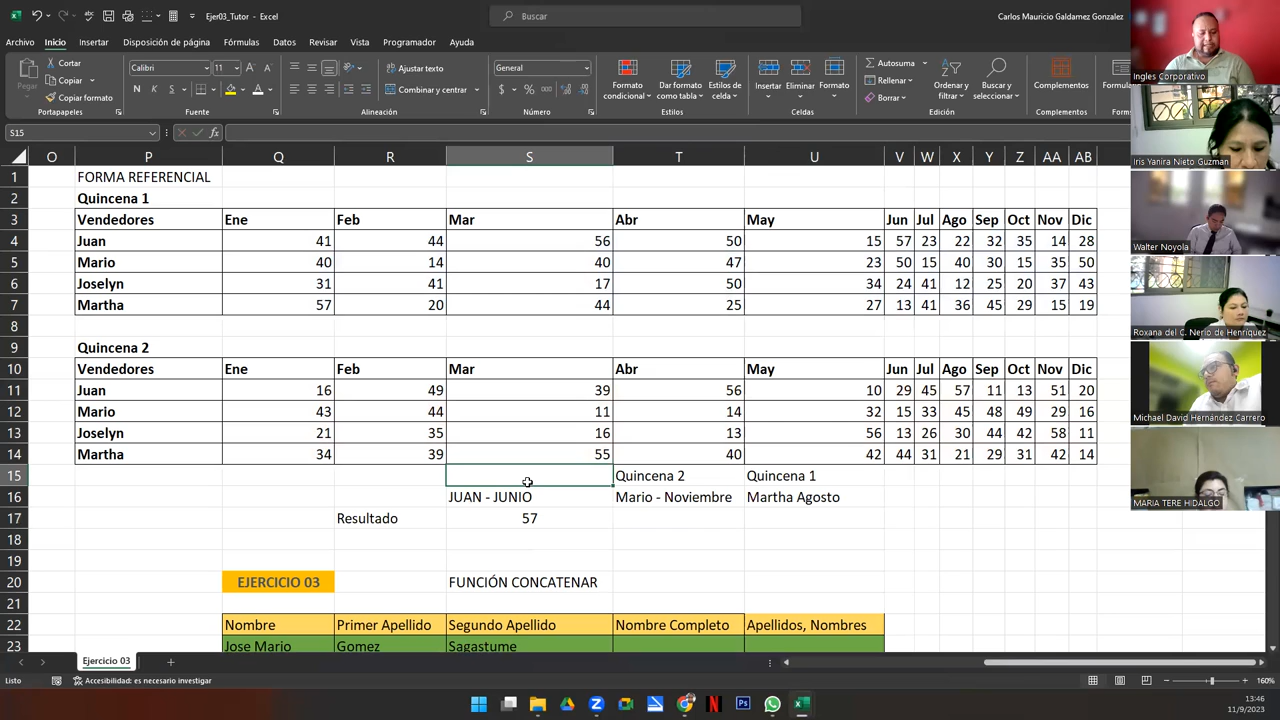 Ejer03_Tutor - Excel
Buscar
Carlos Mauricio Galdamez Gonzalez
Archivo Inicio Insertar Disposición de página Fórmulas Datos Revisar Vista Programador Ayuda
Pegar
Cortar
Copiar
Copiar formato
Portapapeles
Calibri 11
N K S
Fuente
Ajustar texto
Combinar y centrar
Alineación
General
Número
Formato condicional
Dar formato como tabla
Estilos de celda
Estilos
Insertar Eliminar Formato
Celdas
Autosuma
Rellenar
Borrar
Ordenar y filtrar
Buscar y seleccionar
Edición
Complementos
Complementos
S15
O P Q R S T U V W X Y Z AA AB
1 FORMA REFERENCIAL
2 Quincena 1
3 Vendedores Ene Feb Mar Abr May Jun Jul Ago Sep Oct Nov Dic
4 Juan 41 44 56 50 15 57 23 22 32 35 14 28
5 Mario 40 14 40 47 23 50 15 40 30 15 35 50
6 Joselyn 31 41 17 50 34 24 41 12 25 20 37 43
7 Martha 57 20 44 25 27 13 41 36 45 29 15 19
8
9 Quincena 2
10 Vendedores Ene Feb Mar Abr May Jun Jul Ago Sep Oct Nov Dic
11 Juan 16 49 39 56 10 29 45 57 11 13 51 20
12 Mario 43 44 11 14 32 15 33 45 48 49 29 16
13 Joselyn 21 35 16 13 56 13 26 30 44 42 58 11
14 Martha 34 39 55 40 42 44 31 21 29 31 42 14
15 Quincena 2 Quincena 1
16 JUAN - JUNIO Mario - Noviembre Martha Agosto
17 Resultado 57
18
19
20 EJERCICIO 03 FUNCIÓN CONCATENAR
21
22 Nombre Primer Apellido Segundo Apellido Nombre Completo Apellidos, Nombres
23 Jose Mario Gomez Sagastume
Ejercicio 03
Listo
Accesibilidad: es necesario investigar
160%
13:46
11/9/2023
Ingles Corporativo
Iris Yanira Nieto Guzman
Walter Noyola
Roxana del C. Nerio de Henríquez
Michael David Hernández Carrero
MARIA TERE HIDALGO